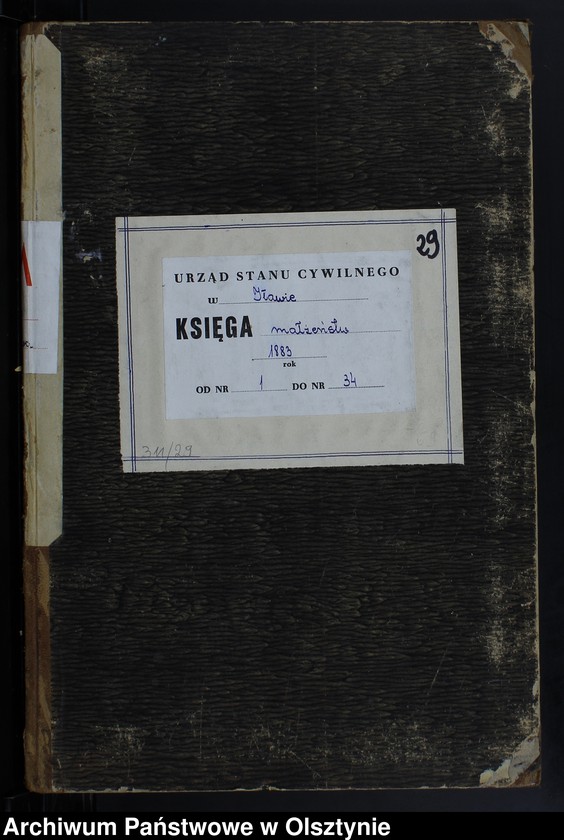 29
URZĄD STANU CYWILNEGO
w Iławie
KSIĘGA małżeństw
1883
rok
OD NR 1 DO NR 34
311/29
Archiwum Państwowe w Olsztynie